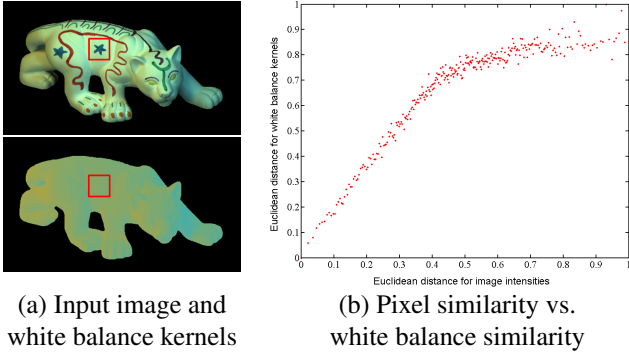 1
0.9
0.8
0.7
0.6
0.5
0.4
0.3
0.2
0.1
0
Euclidean distance for white balance kernels
0 0.1 0.2 0.3 0.4 0.5 0.6 0.7 0.8 0.9 1
Euclidean distance for image intensities
(a) Input image and
white balance kernels
(b) Pixel similarity vs.
white balance similarity